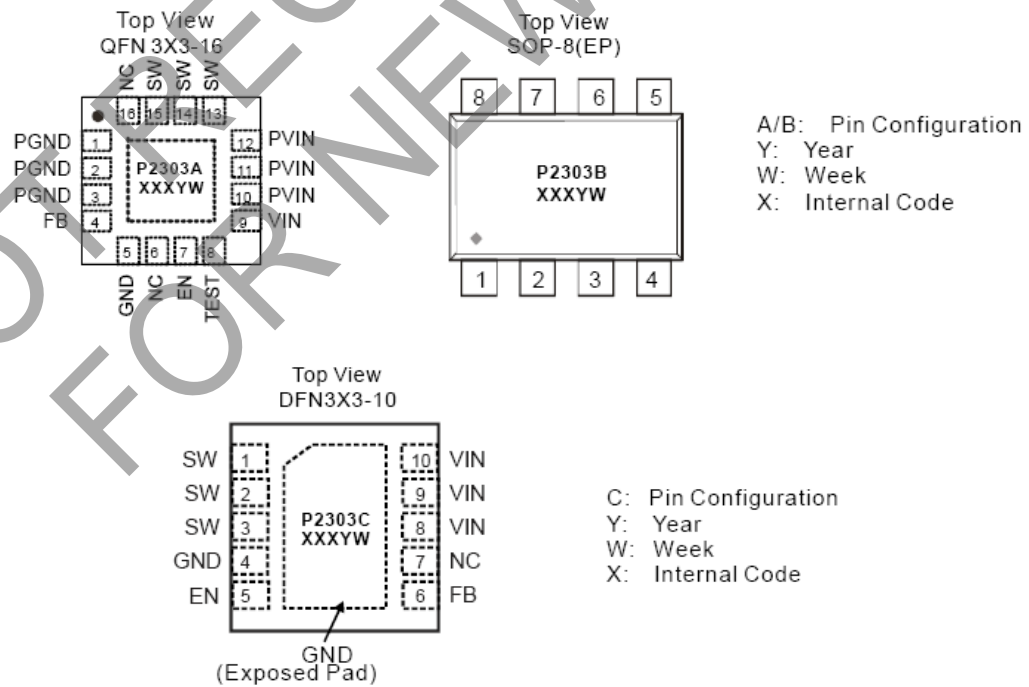 Top View
QFN 3X3-16
NC SW SW SW
16 15 14 13
PGND 1
PGND 2
PGND 3
FB 4
P2303A
XXXYW
12 PVIN
11 PVIN
10 PVIN
9 VIN
5 6 7 8
GND NC EN TEST
Top View
SOP-8(EP)
8 7 6 5
P2303B
XXXYW
1 2 3 4
A/B: Pin Configuration
Y: Year
W: Week
X: Internal Code
Top View
DFN3X3-10
SW 1
SW 2
SW 3
GND 4
EN 5
P2303C
XXXYW
10 VIN
9 VIN
8 VIN
7 NC
6 FB
GND
(Exposed Pad)
C: Pin Configuration
Y: Year
W: Week
X: Internal Code
FOR NEW